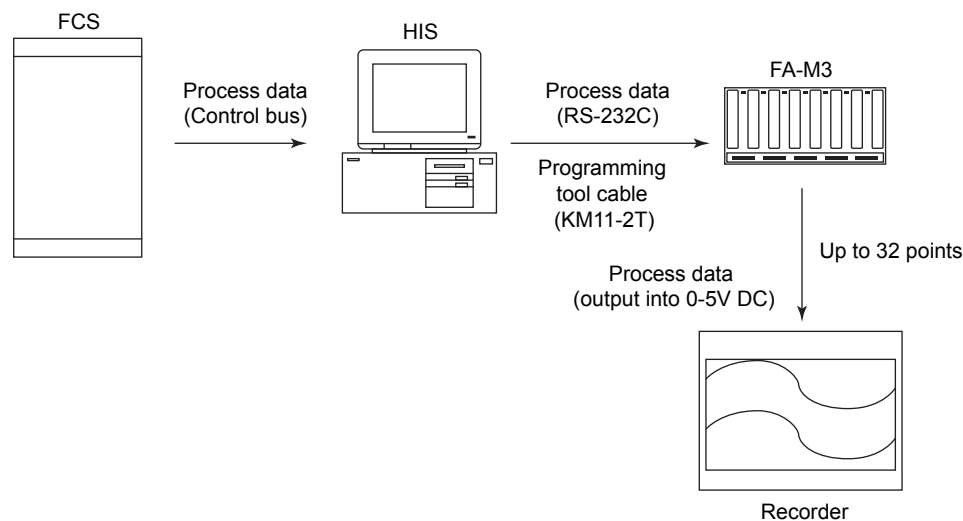 FCS
Process data
(Control bus)
HIS
Process data
(RS-232C)
Programming
tool cable
(KM11-2T)
FA-M3
Up to 32 points
Process data
(output into 0-5V DC)
Recorder